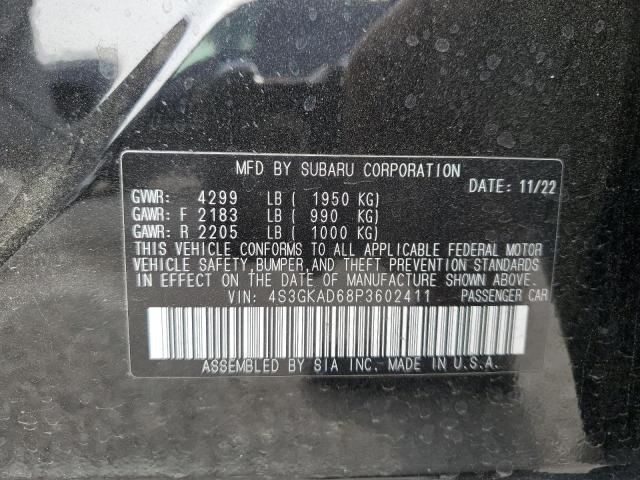 MFD BY SUBARU CORPORATION
DATE: 11/22
GVWR: 4299 LB ( 1950 KG)
GAWR: F 2183 LB ( 990 KG)
GAWR: R 2205 LB ( 1000 KG)
THIS VEHICLE CONFORMS TO ALL APPLICABLE FEDERAL MOTOR
VEHICLE SAFETY, BUMPER, AND THEFT PREVENTION STANDARDS
IN EFFECT ON THE DATE OF MANUFACTURE SHOWN ABOVE.
VIN: 4S3GKAD68P3602411 PASSENGER CAR
ASSEMBLED BY SIA INC. MADE IN U.S.A.